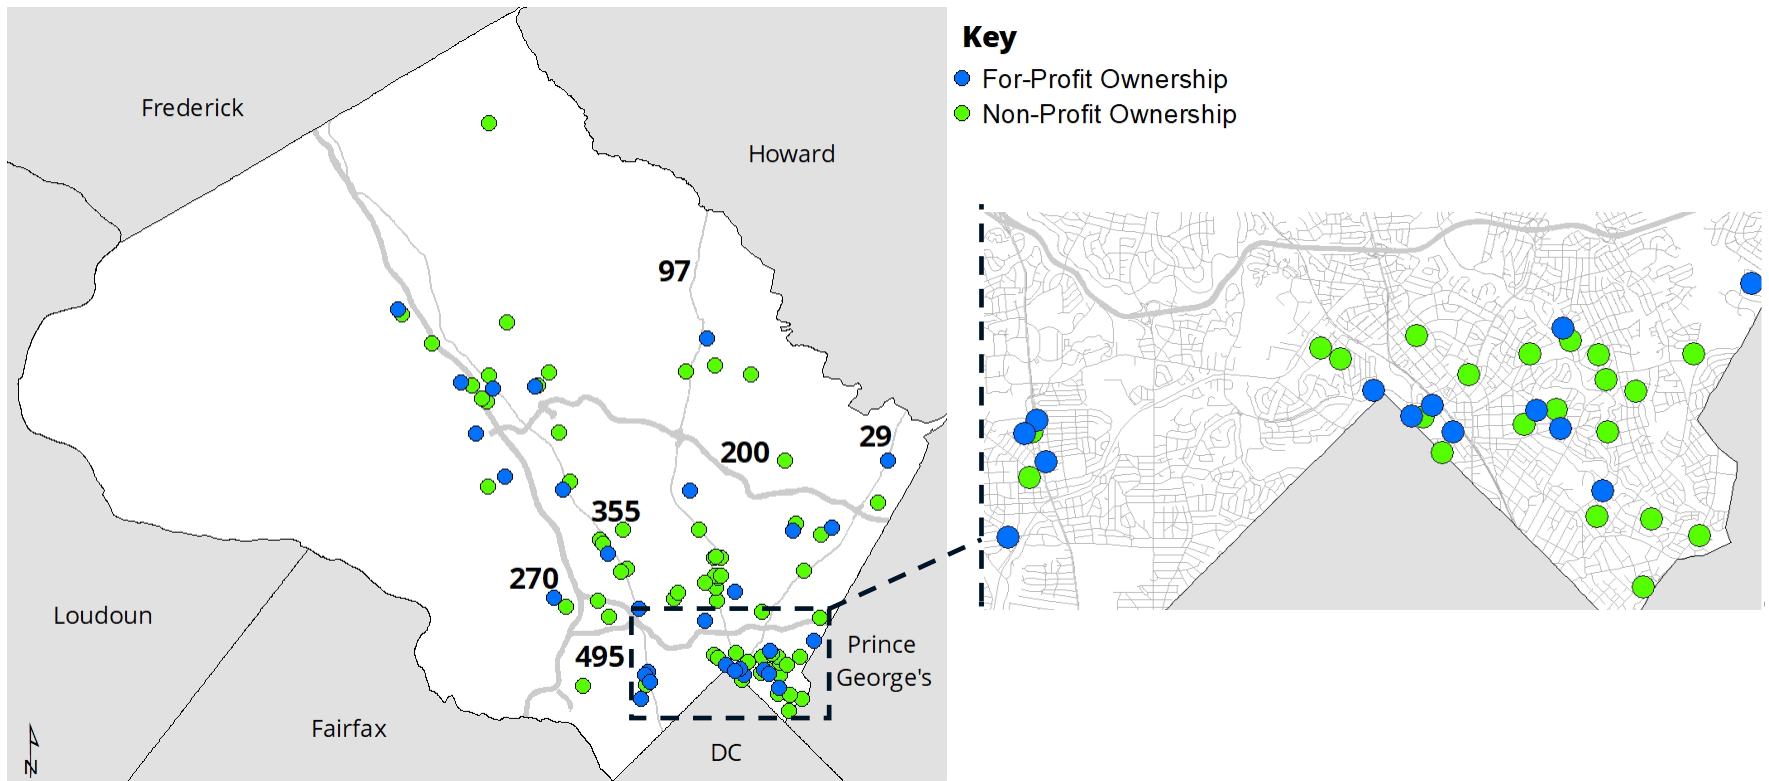 Key
For-Profit Ownership
Non-Profit Ownership
Frederick
Howard
97
29
200
355
270
Loudoun
495
Prince
George's
Fairfax
DC
N